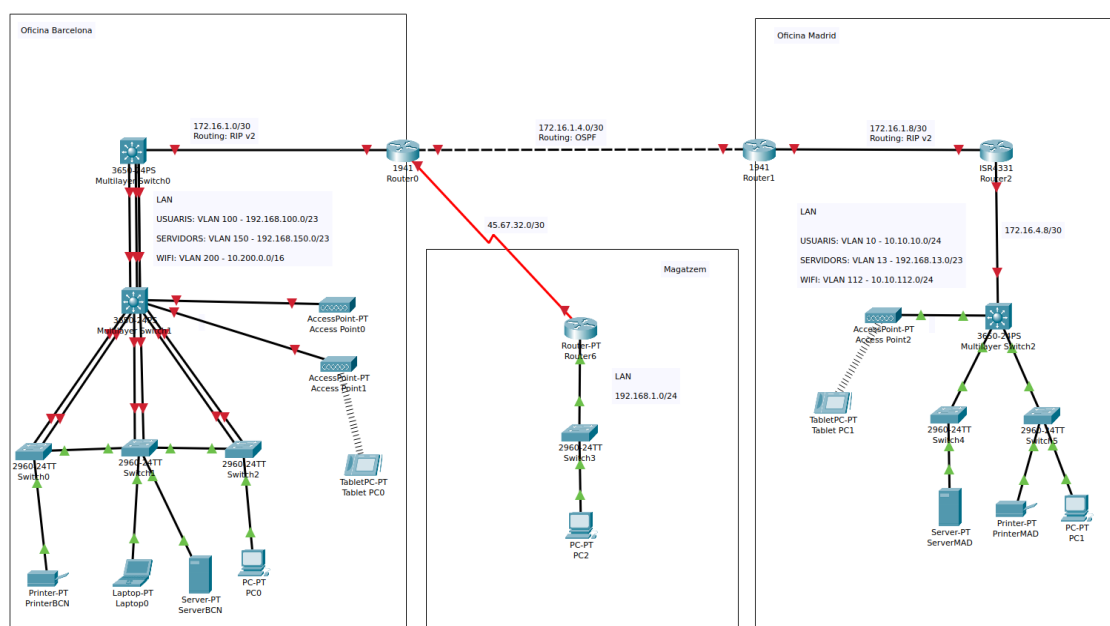 Oficina Barcelona
172.16.1.0/30
Routing: RIP v2
3650-24PS
Multilayer Switch0
1941
Router0
LAN
USUARIS: VLAN 100 - 192.168.100.0/23
SERVIDORS: VLAN 150 - 192.168.150.0/23
WIFI: VLAN 200 - 10.200.0.0/16
3650-24PS
Multilayer Switch1
AccessPoint-PT
Access Point0
AccessPoint-PT
Access Point1
2960-24TT
Switch0
2960-24TT
Switch1
2960-24TT
Switch2
TabletPC-PT
Tablet PC0
Printer-PT
PrinterBCN
Laptop-PT
Laptop0
Server-PT
ServerBCN
PC-PT
PC0
172.16.1.4.0/30
Routing: OSPF
45.67.32.0/30
Magatzem
Router-PT
Router6
LAN
192.168.1.0/24
2960-24TT
Switch3
PC-PT
PC2
Oficina Madrid
1941
Router1
172.16.1.8/30
Routing: RIP v2
ISR4331
Router2
172.16.4.8/30
LAN
USUARIS: VLAN 10 - 10.10.10.0/24
SERVIDORS: VLAN 13 - 192.168.13.0/23
WIFI: VLAN 112 - 10.10.112.0/24
AccessPoint-PT
Access Point2
3650-24PS
Multilayer Switch2
TabletPC-PT
Tablet PC1
2960-24TT
Switch4
2960-24TT
Switch5
Server-PT
ServerMAD
Printer-PT
PrinterMAD
PC-PT
PC1